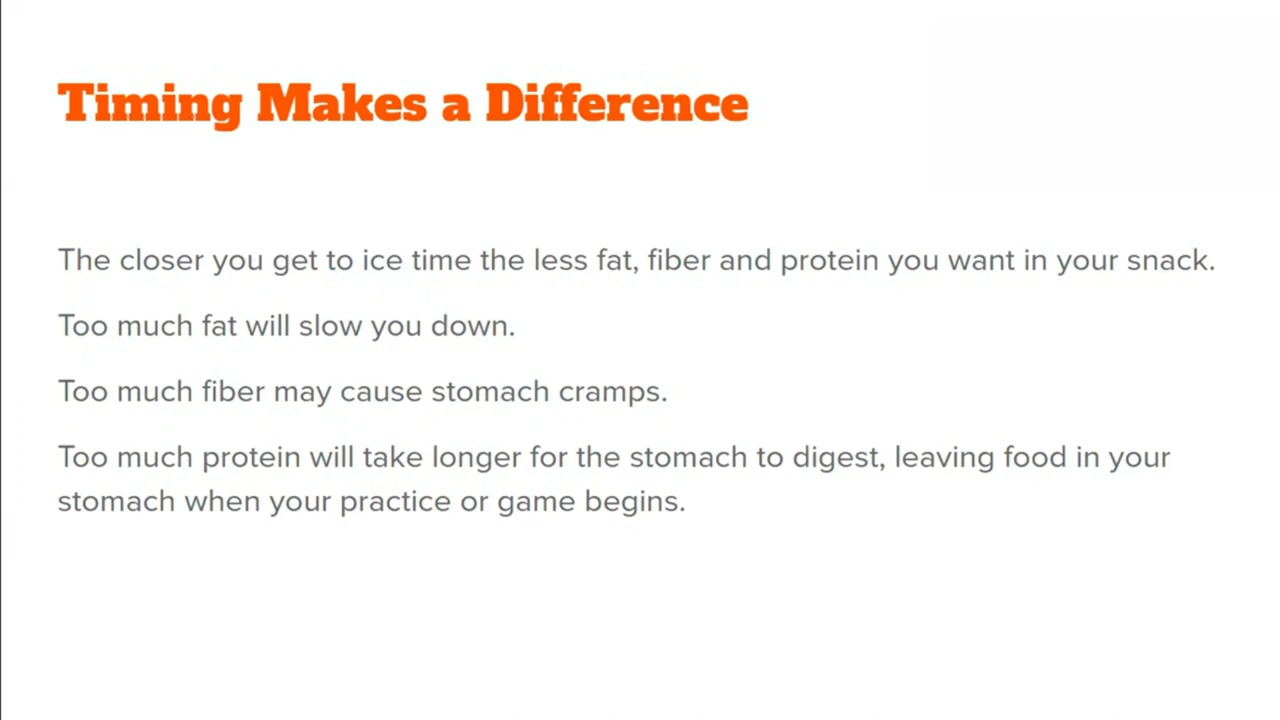 Timing Makes a Difference
The closer you get to ice time the less fat, fiber and protein you want in your snack.
Too much fat will slow you down.
Too much fiber may cause stomach cramps.
Too much protein will take longer for the stomach to digest, leaving food in your
stomach when your practice or game begins.